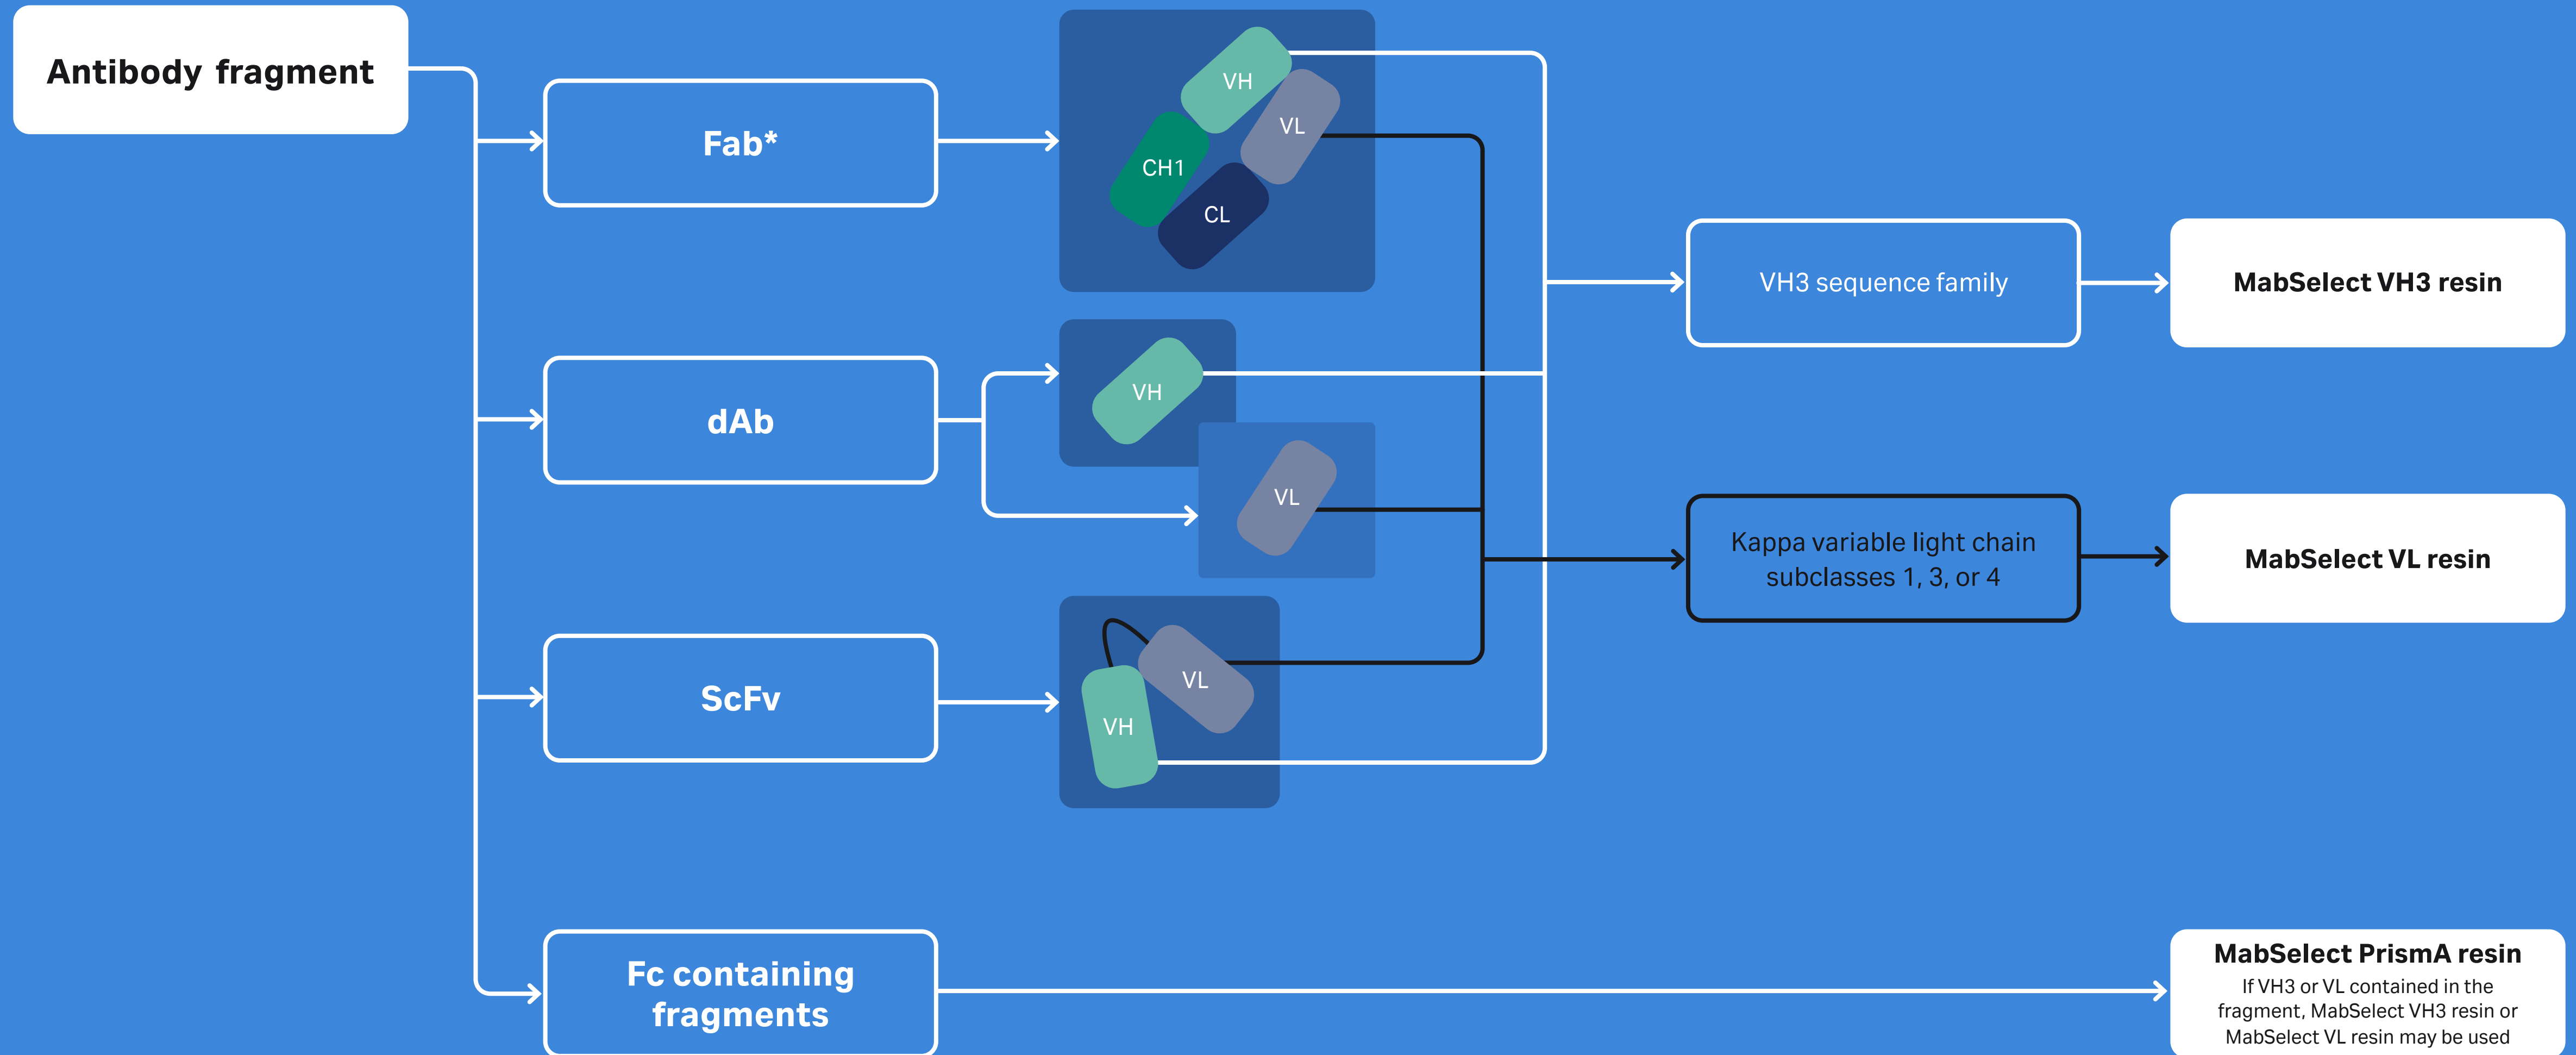 Antibody fragment
Fab*
VH
VL
CH1
CL
VH3 sequence family
MabSelect VH3 resin
dAb
VH
VL
Kappa variable light chain
subclasses 1, 3, or 4
MabSelect VL resin
ScFv
VL
VH
Fc containing
fragments
MabSelect PrismA resin
If VH3 or VL contained in the
fragment, MabSelect VH3 resin or
MabSelect VL resin may be used